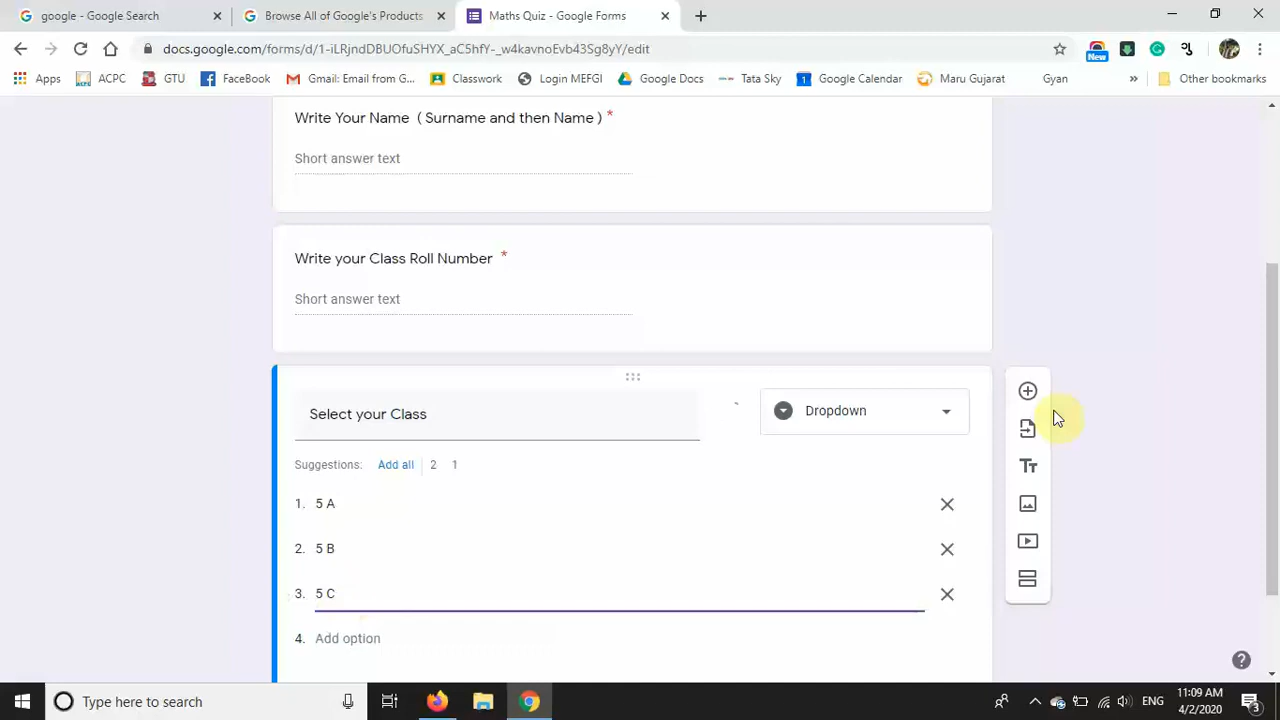 google - Google Search
Browse All of Google's Products
Maths Quiz - Google Forms
docs.google.com/forms/d/1-iLRjndDBUOfuSHYX_aC5hfY-_w4kavnoEvb43Sg8yY/edit
New
Apps
ACPC
GTU
FaceBook
Gmail: Email from G...
Classwork
Login MEFGI
Google Docs
Tata Sky
1
Google Calendar
Maru Gujarat
Gyan
»
Other bookmarks
Write Your Name ( Surname and then Name ) *
Short answer text
Write your Class Roll Number *
Short answer text
Select your Class
Dropdown
Suggestions: Add all 2 1
1. 5 A
2. 5 B
3. 5 C
4. Add option
Type here to search
ENG
11:09 AM
4/2/2020
3